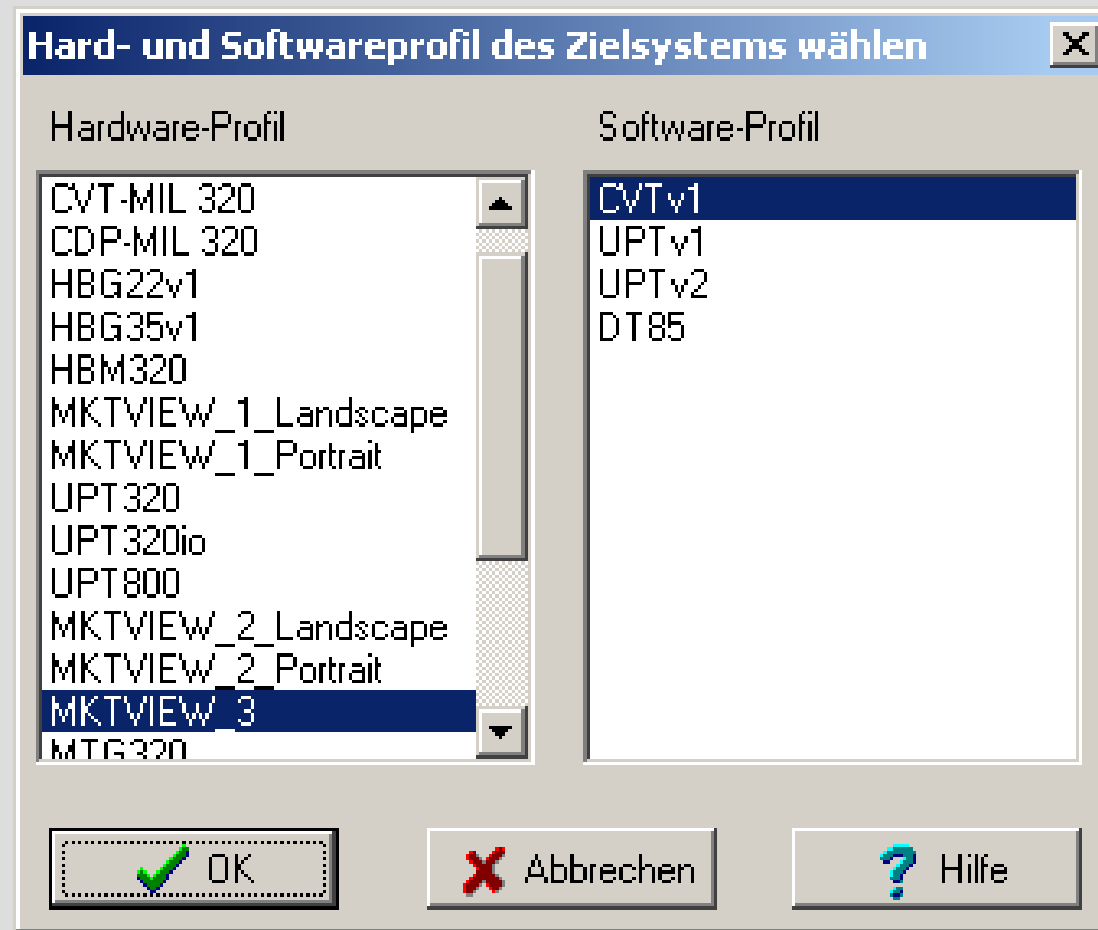 Hard- und Softwareprofil des Zielsystems wählen
Hardware-Profil
CVT-MIL 320
CDP-MIL 320
HBG22v1
HBG35v1
HBM320
MKTVIEW_1_Landscape
MKTVIEW_1_Portrait
UPT320
UPT320io
UPT800
MKTVIEW_2_Landscape
MKTVIEW_2_Portrait
MKTVIEW_3
MTG320
Software-Profil
CVTv1
UPTv1
UPTv2
DT85
OK
Abbrechen
? Hilfe